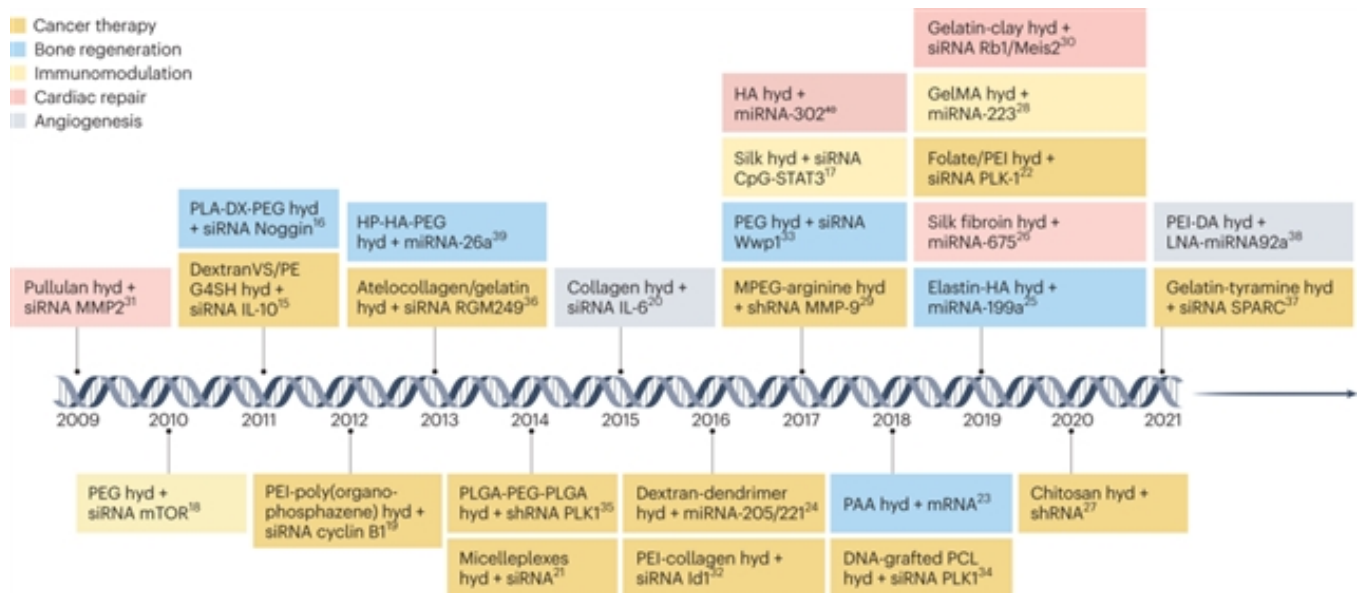 Cancer therapy
Bone regeneration
Immunomodulation
Cardiac repair
Angiogenesis
Gelatin-clay hyd +
siRNA Rb1/Meis2³⁰
HA hyd +
miRNA-302⁴⁰
GelMA hyd +
miRNA-223²⁸
Silk hyd + siRNA
CpG-STAT3¹⁷
Folate/PEI hyd +
siRNA PLK-1²²
PLA-DX-PEG hyd
+ siRNA Noggin¹⁶
HP-HA-PEG
hyd + miRNA-26a³⁹
PEG hyd + siRNA
Wwp1³³
Silk fibroin hyd +
miRNA-675²⁶
PEI-DA hyd +
LNA-miRNA92a³⁸
Pullulan hyd +
siRNA MMP2³¹
DextranVS/PE
G4SH hyd +
siRNA IL-10¹⁵
Atelocollagen/gelatin
hyd + siRNA RGM249³⁶
Collagen hyd +
siRNA IL-6²⁰
MPEG-arginine hyd
+ shRNA MMP-9²⁹
Elastin-HA hyd +
miRNA-199a²⁵
Gelatin-tyramine hyd
+ siRNA SPARC³⁷
2009 2010 2011 2012 2013 2014 2015 2016 2017 2018 2019 2020 2021
PEG hyd +
siRNA mTOR¹⁸
PEI-poly(organo-
phosphazene) hyd +
siRNA cyclin B1¹⁹
PLGA-PEG-PLGA
hyd + shRNA PLK1³⁵
Dextran-dendrimer
hyd + miRNA-205/221²⁴
PAA hyd + mRNA²³
Chitosan hyd +
shRNA²⁷
Micelleplexes
hyd + siRNA²¹
PEI-collagen hyd +
siRNA Id1³²
DNA-grafted PCL
hyd + siRNA PLK1³⁴